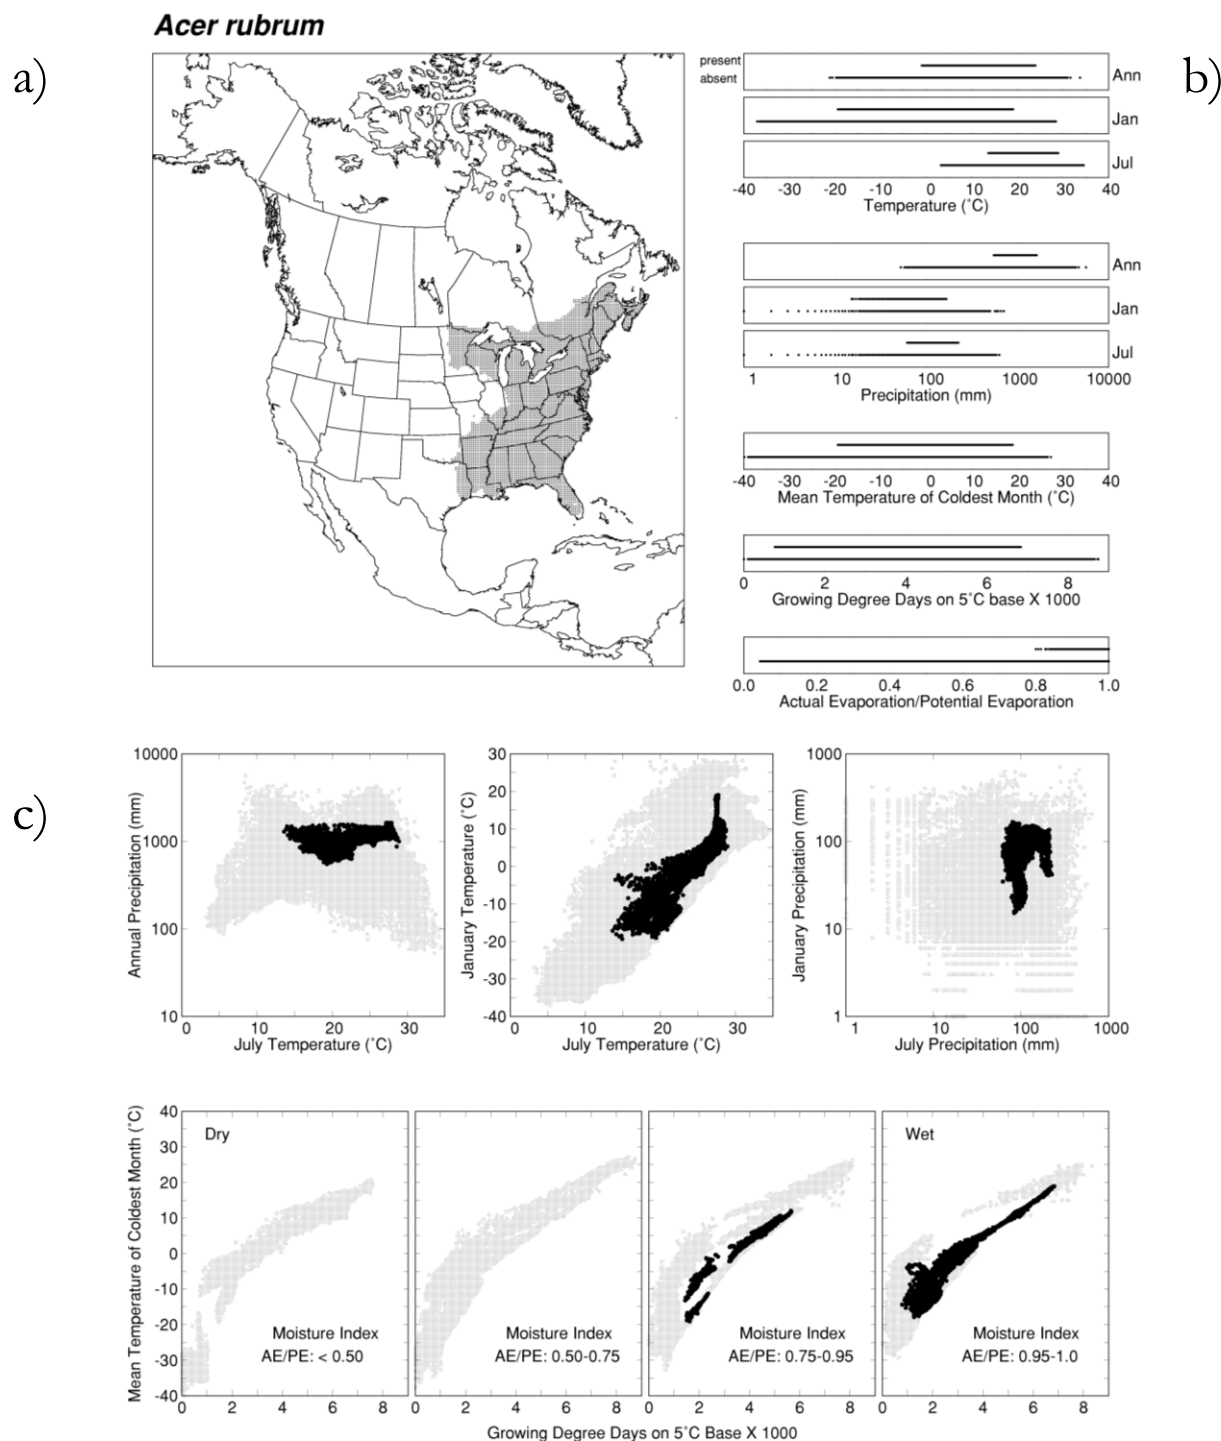 Acer rubrum
a)
b)
present
absent
Ann
Jan
Jul
-40 -30 -20 -10 0 10 20 30 40
Temperature (˚C)
Ann
Jan
Jul
1 10 100 1000 10000
Precipitation (mm)
-40 -30 -20 -10 0 10 20 30 40
Mean Temperature of Coldest Month (˚C)
0 2 4 6 8
Growing Degree Days on 5˚C base X 1000
0.0 0.2 0.4 0.6 0.8 1.0
Actual Evaporation/Potential Evaporation
c)
Annual Precipitation (mm)
10000
1000
100
10
0 10 20 30
July Temperature (˚C)
January Temperature (˚C)
30
20
10
0
-10
-20
-30
-40
0 10 20 30
July Temperature (˚C)
January Precipitation (mm)
1000
100
10
1
1 10 100 1000
July Precipitation (mm)
Mean Temperature of Coldest Month (˚C)
40
30
20
10
0
-10
-20
-30
-40
Dry
Moisture Index
AE/PE: < 0.50
0 2 4 6 8
Moisture Index
AE/PE: 0.50-0.75
0 2 4 6 8
Moisture Index
AE/PE: 0.75-0.95
0 2 4 6 8
Wet
Moisture Index
AE/PE: 0.95-1.0
0 2 4 6 8
Growing Degree Days on 5˚C Base X 1000